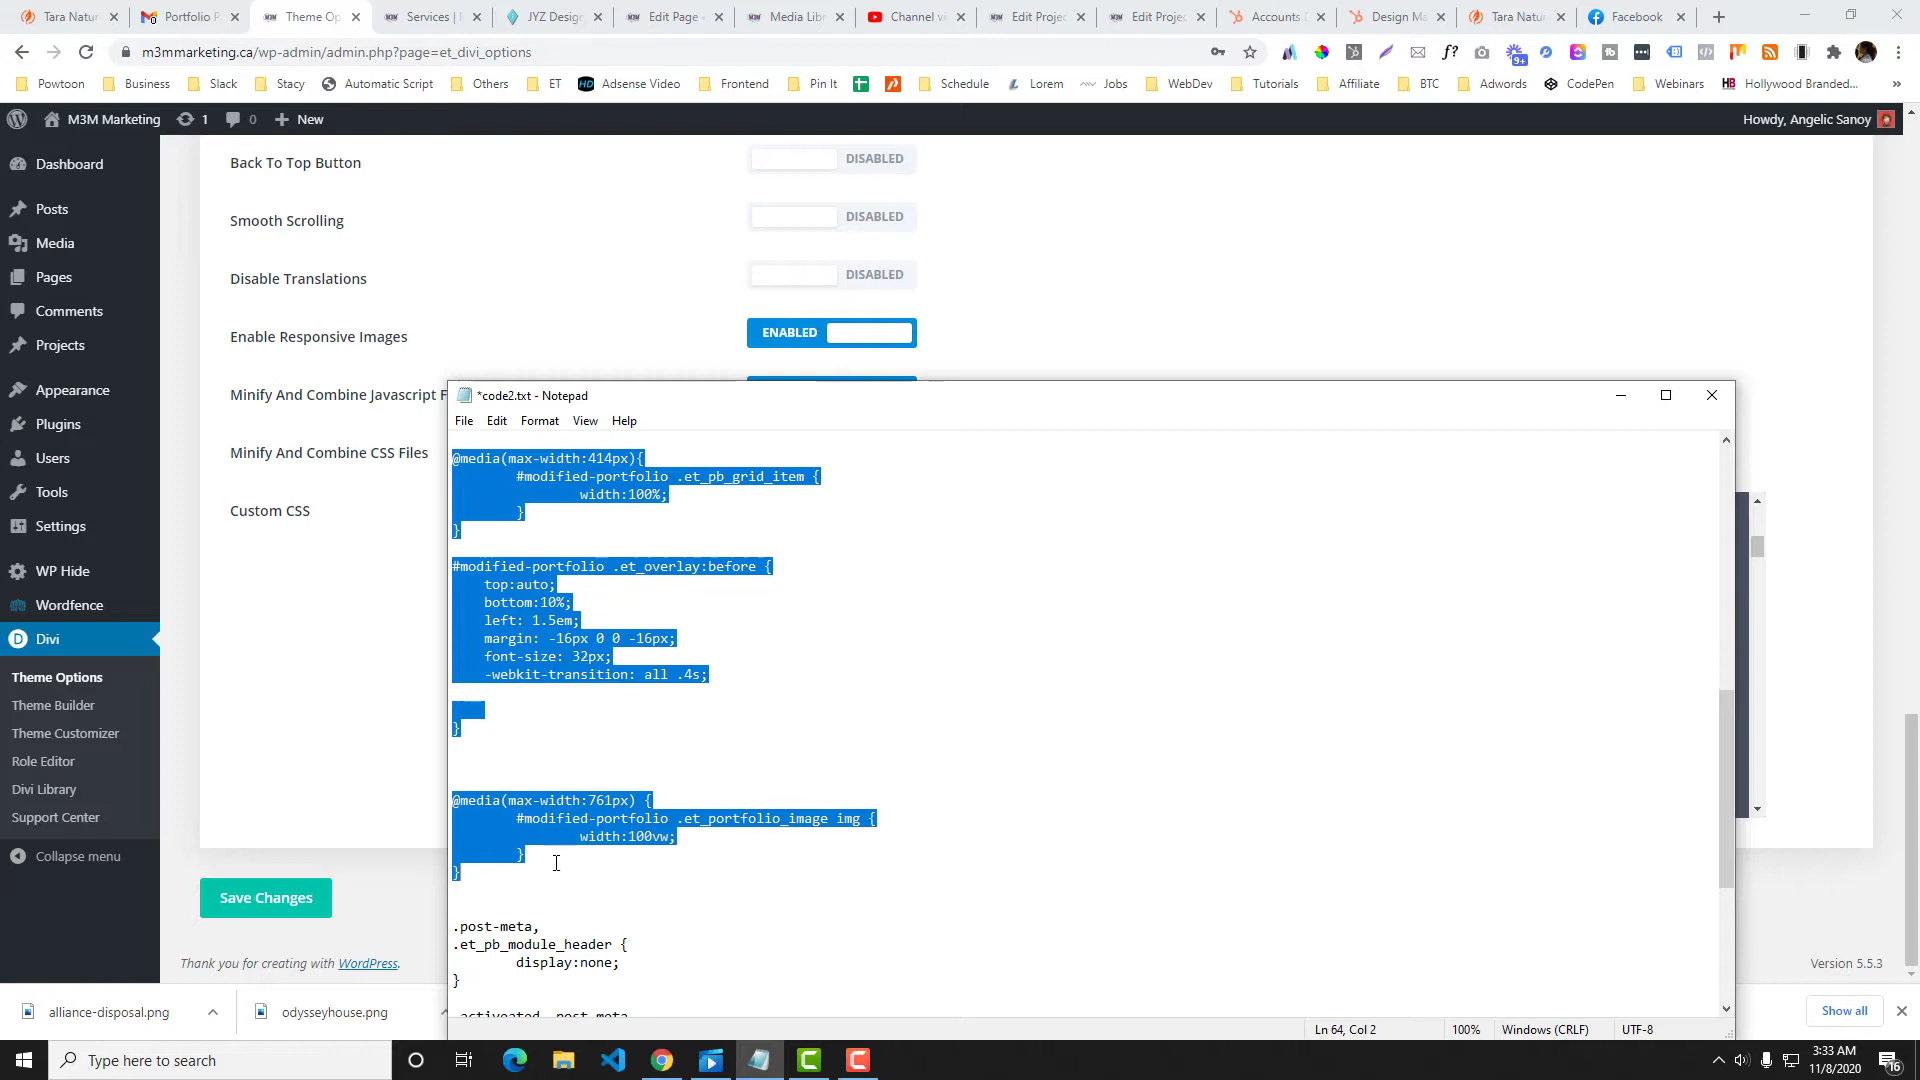 Tara Natur
Portfolio P
Theme Op
Services |
JYZ Design
Edit Page -
Media Libr
Channel v
Edit Projec
Edit Projec
Accounts
Design Ma
Tara Natur
Facebook
m3mmarketing.ca/wp-admin/admin.php?page=et_divi_options
f?
9+
Powtoon
Business
Slack
Stacy
Automatic Script
Others
ET
HD
Adsense Video
Frontend
Pin It
Schedule
Lorem
Jobs
WebDev
Tutorials
Affiliate
BTC
Adwords
CodePen
Webinars
HB
Hollywood Branded...
»
M3M Marketing
1
0
New
Howdy, Angelic Sanoy
Dashboard
Posts
Media
Pages
Comments
Projects
Appearance
Plugins
Users
Tools
Settings
WP Hide
Wordfence
D Divi
Theme Options
Theme Builder
Theme Customizer
Role Editor
Divi Library
Support Center
Collapse menu
Back To Top Button
DISABLED
Smooth Scrolling
DISABLED
Disable Translations
DISABLED
Enable Responsive Images
ENABLED
Minify And Combine Javascript F
Minify And Combine CSS Files
Custom CSS
Save Changes
Thank you for creating with WordPress.
Version 5.5.3
*code2.txt - Notepad
File Edit Format View Help
@media(max-width:414px){
#modified-portfolio .et_pb_grid_item {
width:100%;
}
}
#modified-portfolio .et_overlay:before {
top:auto;
bottom:10%;
left: 1.5em;
margin: -16px 0 0 -16px;
font-size: 32px;
-webkit-transition: all .4s;
}
@media(max-width:761px) {
#modified-portfolio .et_portfolio_image img {
width:100vw;
}
}
.post-meta,
.et_pb_module_header {
display:none;
}
.activeated .post-meta
Ln 64, Col 2
100%
Windows (CRLF)
UTF-8
alliance-disposal.png
odysseyhouse.png
Show all
Type here to search
3:33 AM
11/8/2020
16